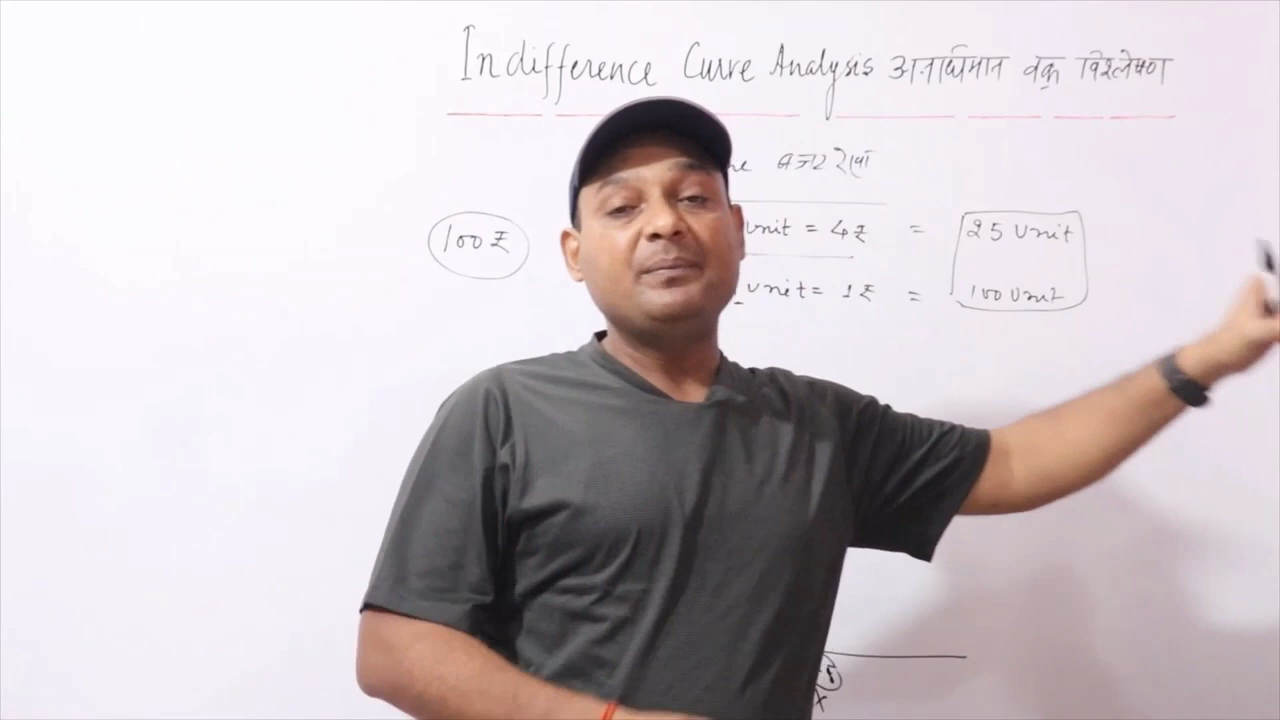 Indifference Curve Analysis अनधिमान वक्र विश्लेषण
बजट रेखा
100₹ unit = 4₹ = 25 Unit
unit = 1₹ = 100 Unit
x